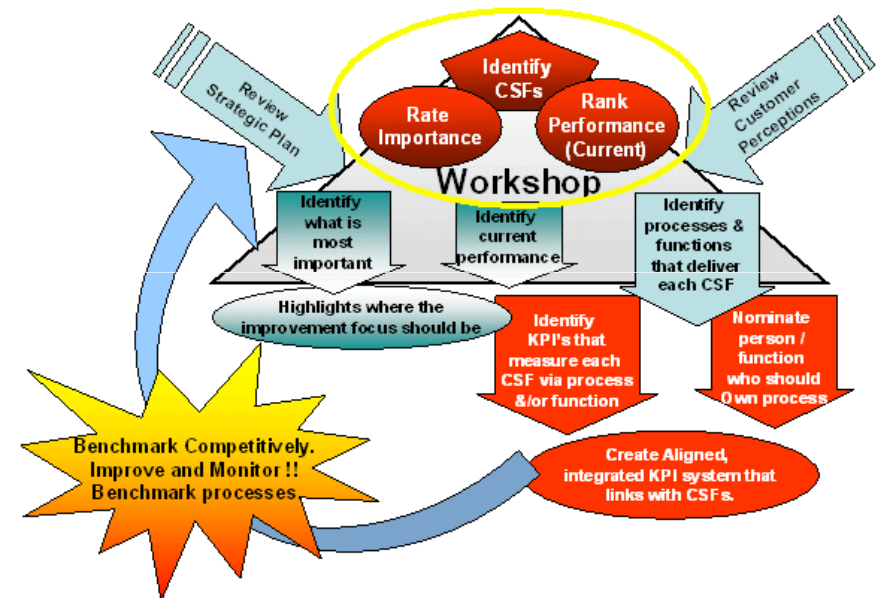 Review
Strategic Plan
Identify
CSFs
Rate
Importance
Rank
Performance
(Current)
Review
Customer
Perceptions
Workshop
Identify
what is
most
important
Identify
current
performance
Identify
processes &
functions
that deliver
each CSF
Highlights where the
improvement focus should be
Identify
KPI's that
measure each
CSF via process
&/or function
Nominate
person /
function
who should
Own process
Benchmark Competitively.
Improve and Monitor !!
Benchmark processes
Create Aligned,
integrated KPI system that
links with CSFs.